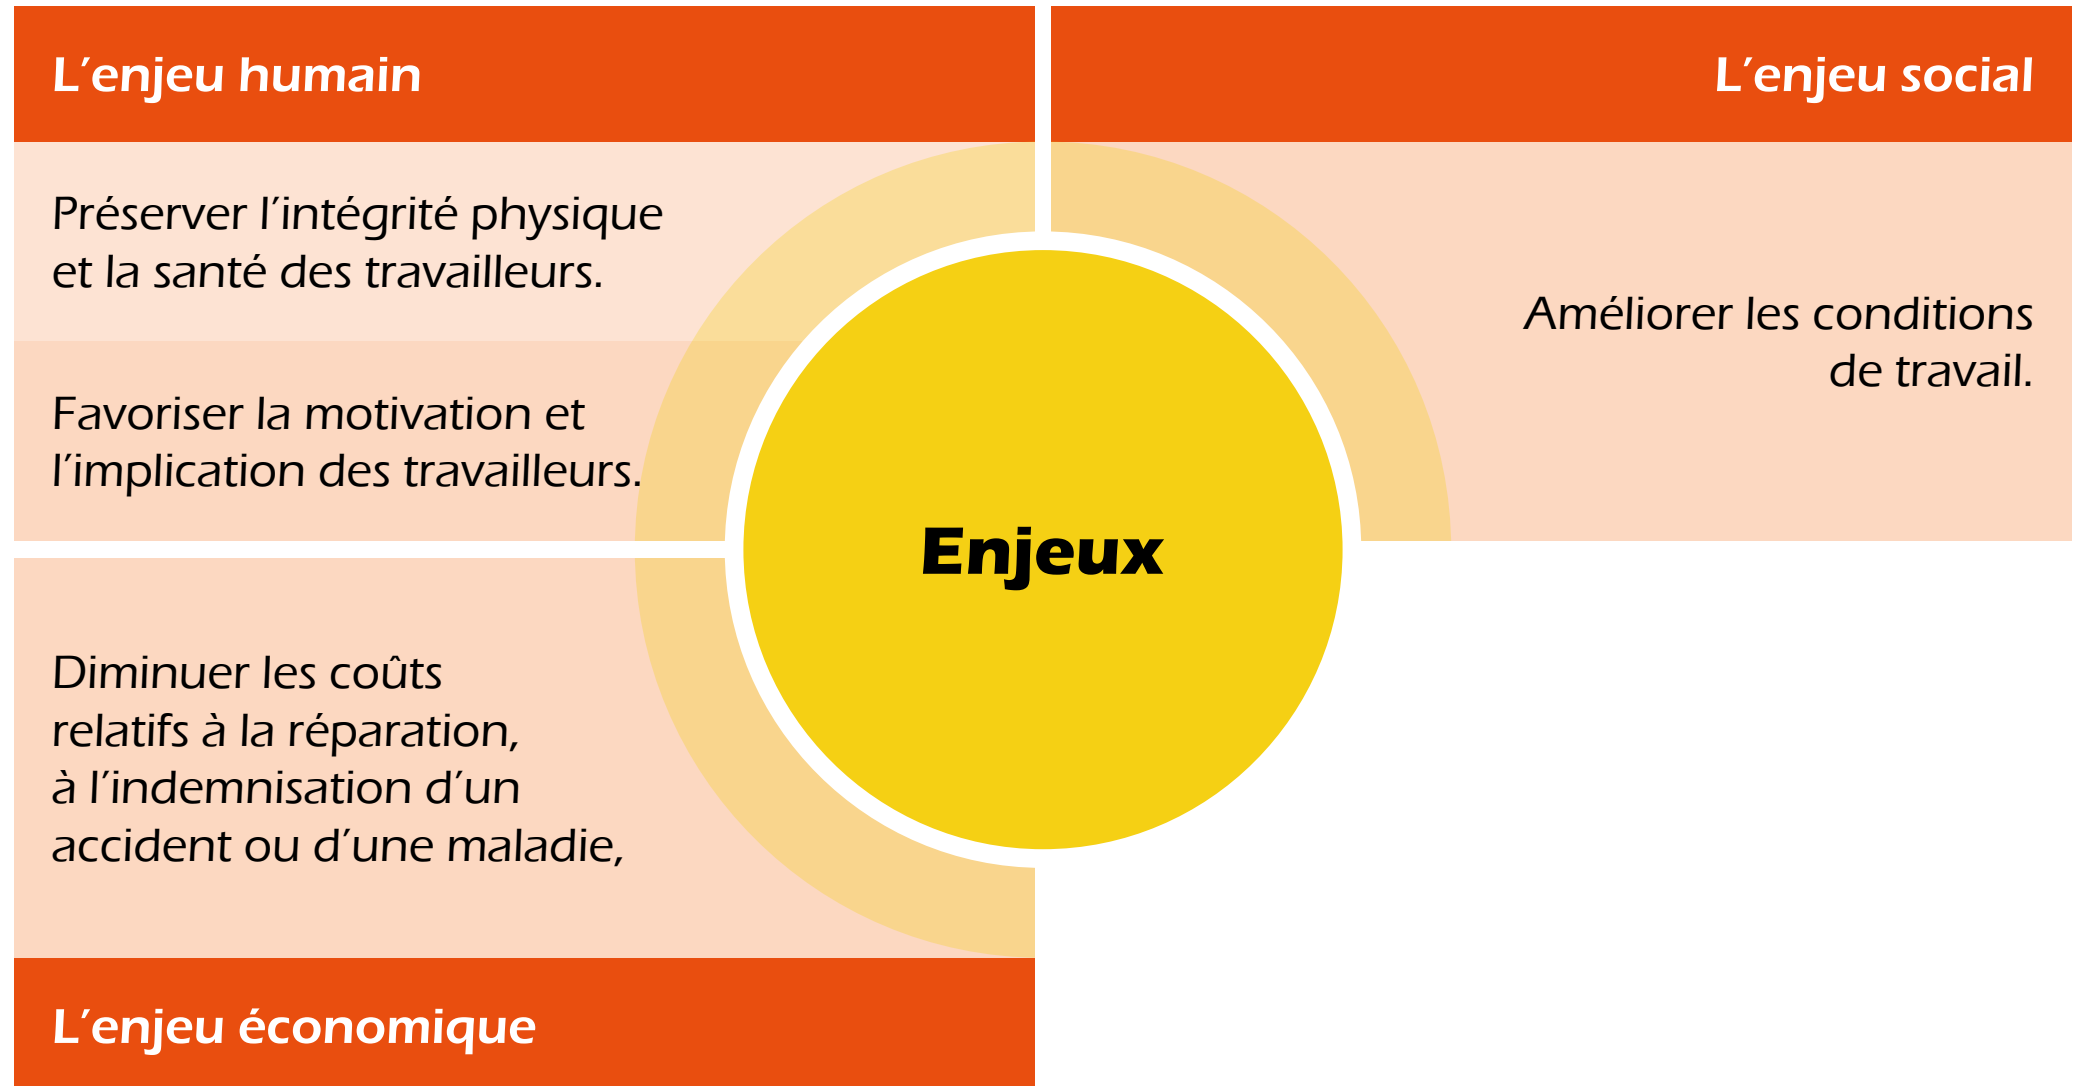 L’enjeu humain
Préserver l’intégrité physique
et la santé des travailleurs.
Favoriser la motivation et
l’implication des travailleurs.
L’enjeu social
Améliorer les conditions
de travail.
Enjeux
Diminuer les coûts
relatifs à la réparation,
à l’indemnisation d’un
accident ou d’une maladie,
L’enjeu économique